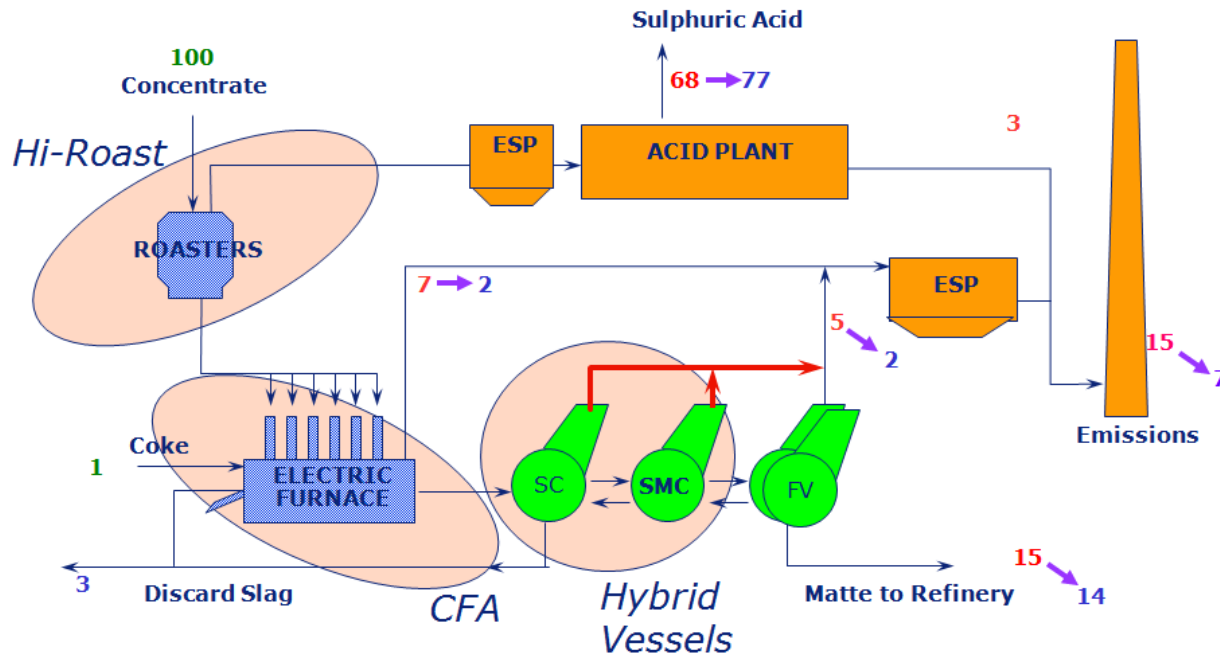 Sulphuric Acid
100
Concentrate
68 77
3
Hi-Roast
ESP
ACID PLANT
ROASTERS
7 2
ESP
5
2
15
7
Emissions
Coke
1
ELECTRIC
FURNACE
SC
SMC
FV
3
Discard Slag
CFA
Hybrid
Vessels
Matte to Refinery
15
14